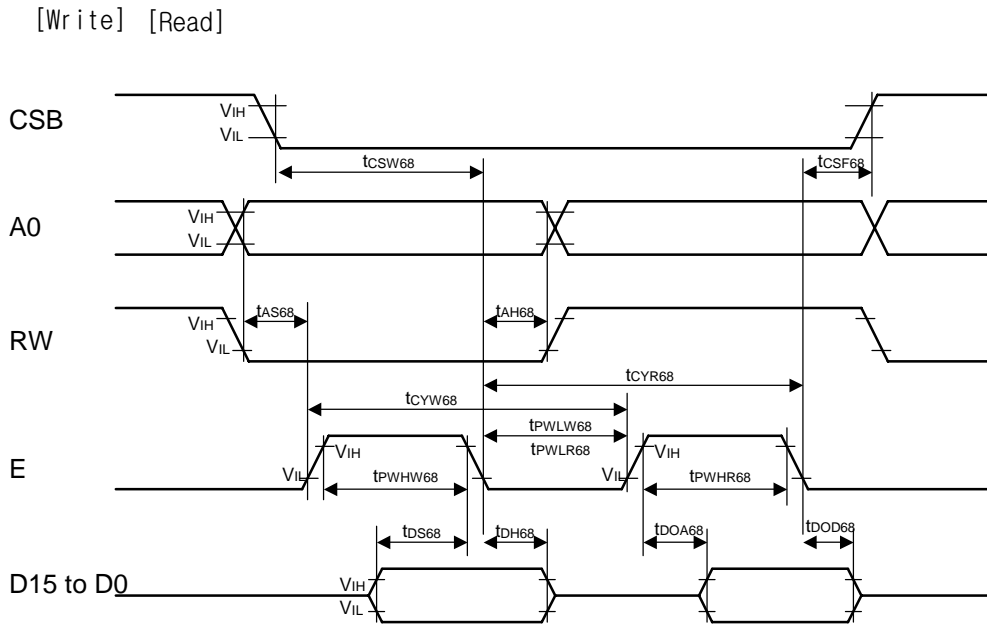 [Write] [Read]
CSB
VIH
VIL
tCSW68
tCSF68
A0
VIH
VIL
RW
VIH
VIL
tAS68
tAH68
tCYR68
tCYW68
tPWLW68
tPWLR68
E
VIL
VIH
tPWHW68
VIL
VIH
tPWHR68
tDS68
tDH68
tDOA68
tDOD68
D15 to D0
VIH
VIL